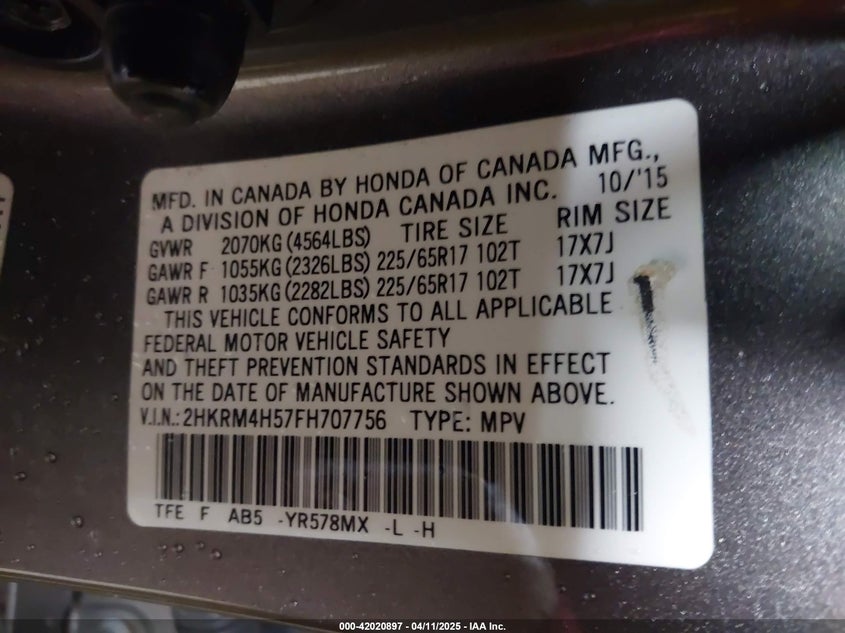 MFD. IN CANADA BY HONDA OF CANADA MFG.,
A DIVISION OF HONDA CANADA INC. 10/'15
GVWR 2070KG (4564LBS) TIRE SIZE RIM SIZE
GAWR F 1055KG (2326LBS) 225/65R17 102T 17X7J
GAWR R 1035KG (2282LBS) 225/65R17 102T 17X7J
THIS VEHICLE CONFORMS TO ALL APPLICABLE
FEDERAL MOTOR VEHICLE SAFETY
AND THEFT PREVENTION STANDARDS IN EFFECT
ON THE DATE OF MANUFACTURE SHOWN ABOVE.
V.I.N.: 2HKRM4H57FH707756 TYPE: MPV
TFE F AB5 -YR578MX -L -H
000-42020897 - 04/11/2025 - IAA Inc.